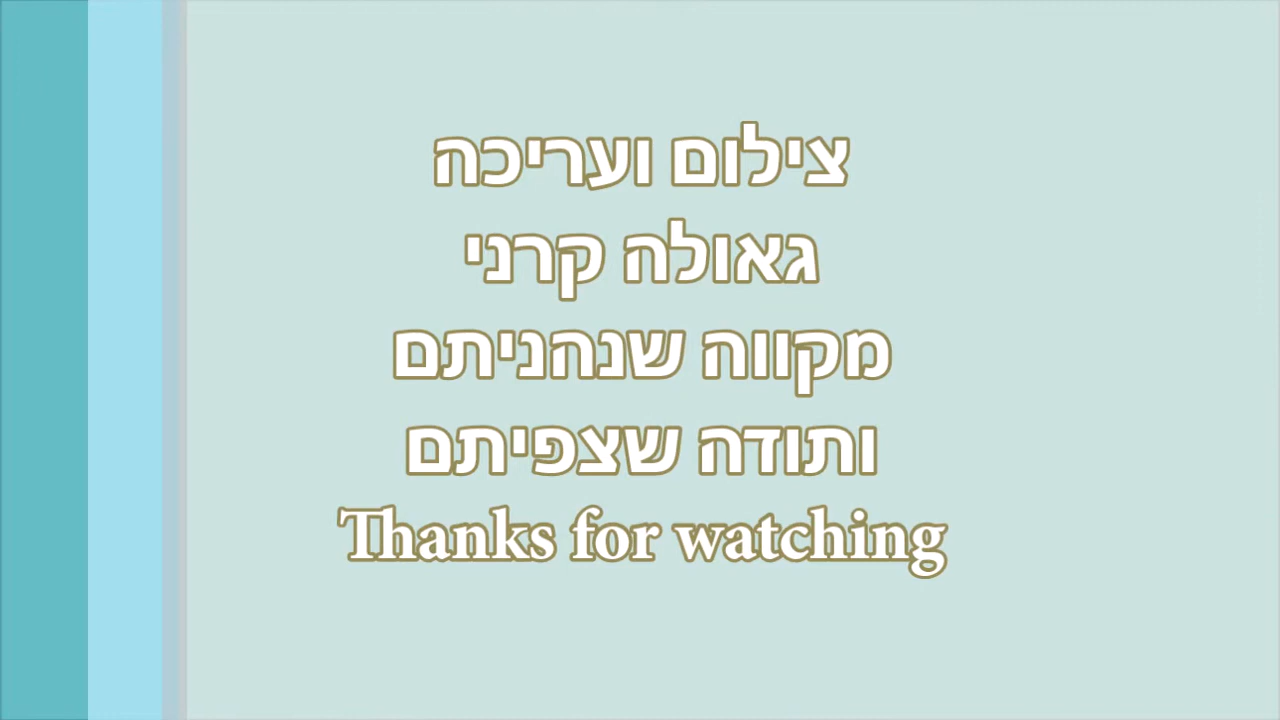 צילום ועריכה
גאולה קרני
מקווה שנהניתם
ותודה שצפיתם
Thanks for watching